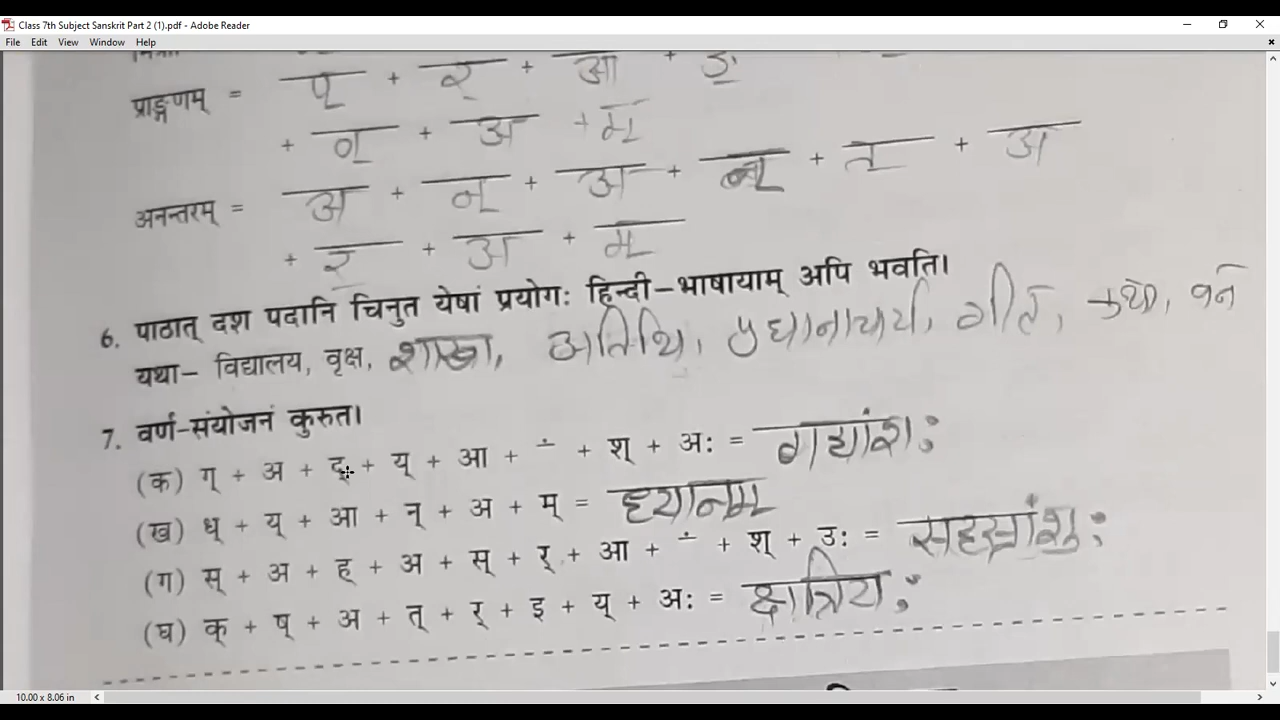 Class 7th Subject Sanskrit Part 2 (1).pdf - Adobe Reader
File Edit View Window Help
प्राङ्गणम् = प् + र् + आ + ङ्
+ ग् + अ + म्
अनन्तरम् = अ + न् + अ + न् + त् + अ
+ र् + अ + म्
6. पाठात् दश पदानि चिनुत येषां प्रयोगः हिन्दी-भाषायाम् अपि भवति।
यथा- विद्यालय, वृक्ष, शाखा, अतिथि, प्रधानाचार्य, गीत,
7. वर्ण-संयोजनं कुरुत।
(क) ग् + अ + द् + य् + आ + ∸ + श् + अः = गद्यांशः
(ख) ध् + य् + आ + न् + अ + म् = ध्यानम
(ग) स् + अ + ह् + अ + स् + र् + आ + ∸ + श् + उः = सहस्रांशुः
(घ) क् + ष् + अ + त् + र् + इ + य् + अः = क्षात्रियः
10.00 x 8.06 in